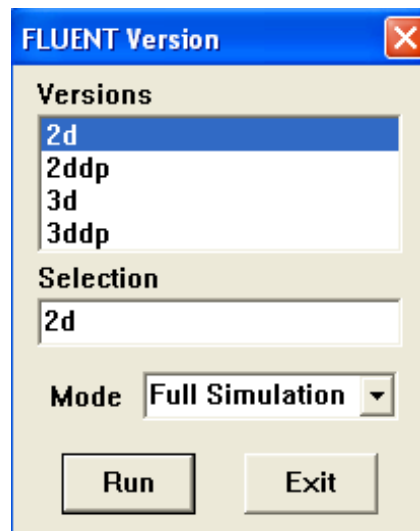 FLUENT Version
Versions
2d
2ddp
3d
3ddp
Selection
2d
Mode Full Simulation
Run Exit